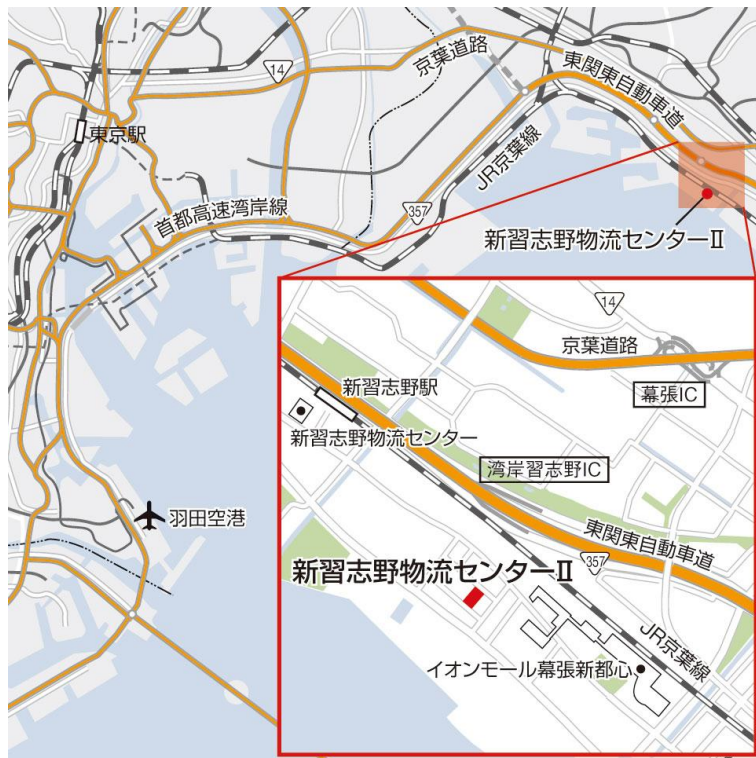 14
京葉道路
東関東自動車道
東京駅
JR京葉線
首都高速湾岸線
357
新習志野物流センターⅡ
羽田空港
14
京葉道路
幕張IC
新習志野駅
新習志野物流センター
湾岸習志野IC
東関東自動車道
357
新習志野物流センターⅡ
JR京葉線
イオンモール幕張新都心